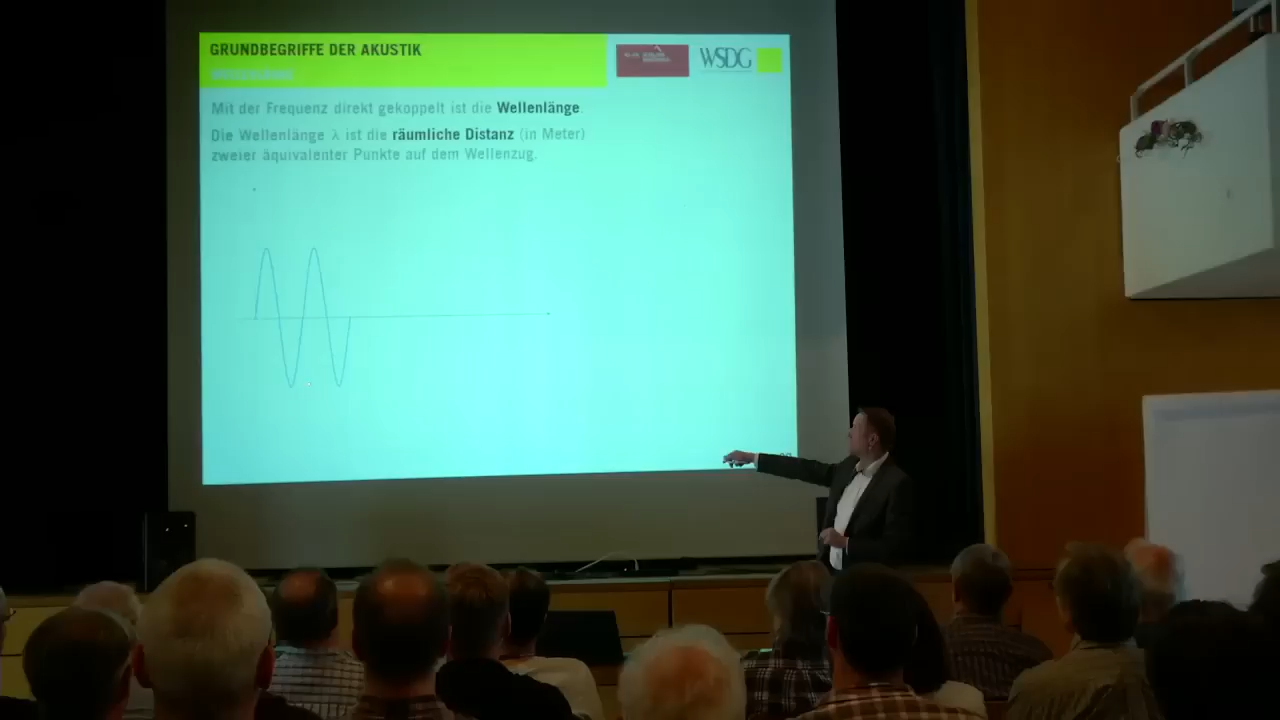 GRUNDBEGRIFFE DER AKUSTIK
WSDG
Mit der Frequenz direkt gekoppelt ist die Wellenlänge.
Die Wellenlänge λ ist die räumliche Distanz (in Meter)
zweier äquivalenter Punkte auf dem Wellenzug.